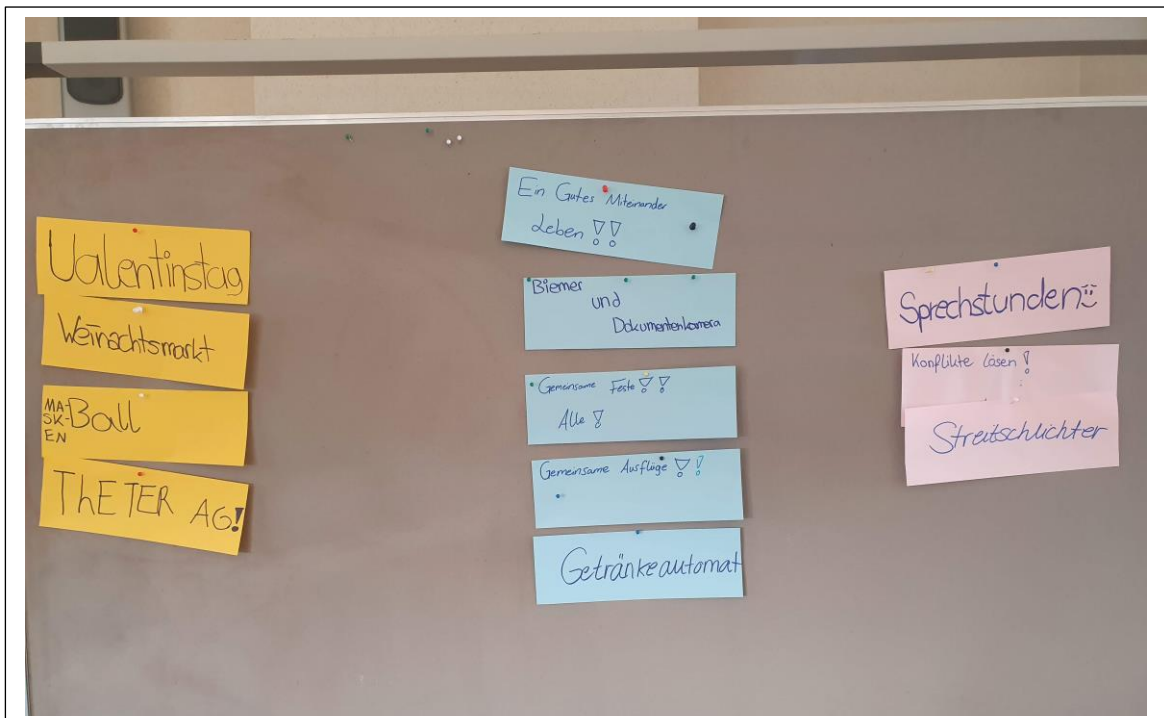 Valentinstag
Weinachtsmarkt
MA-
SK-
EN
Ball
ThETER AG!
Ein Gutes Miteinander
Leben !!
Biemer
und
Dokumentenkamera
Gemeinsame Feste !!
Alle !
Gemeinsame Ausflüge !!
Getränkeautomat
Sprechstunden
Konflikte lösen !
Streitschlichter